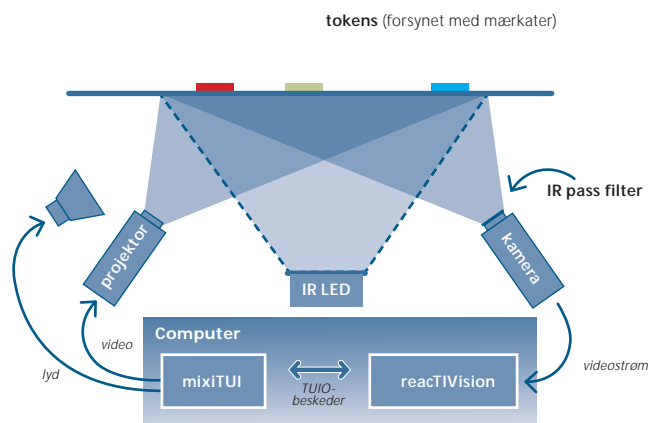 tokens (forsynet med mærkater)
IR pass filter
projektor
kamera
IR LED
Computer
video
lyd
mixiTUI
TUIO-
beskeder
reacTIVision
videostrøm